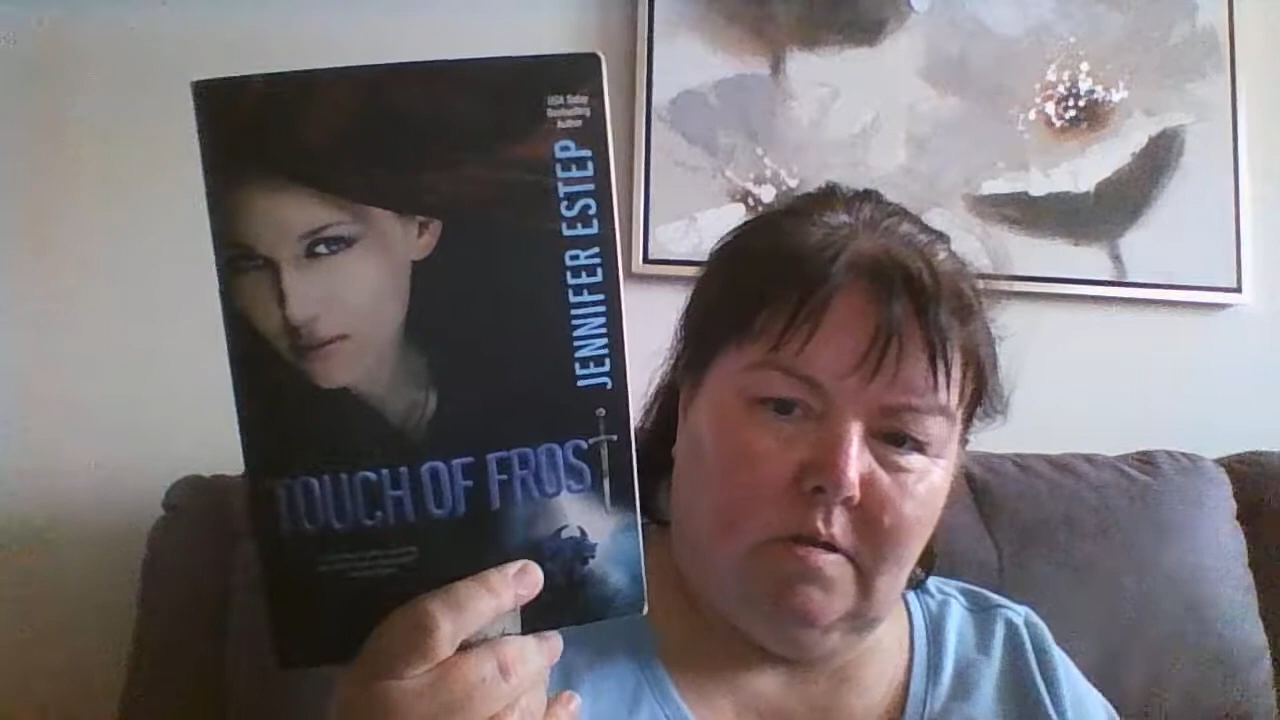 USA Today
Bestselling
Author
JENNIFER ESTEP
TOUCH OF FROST